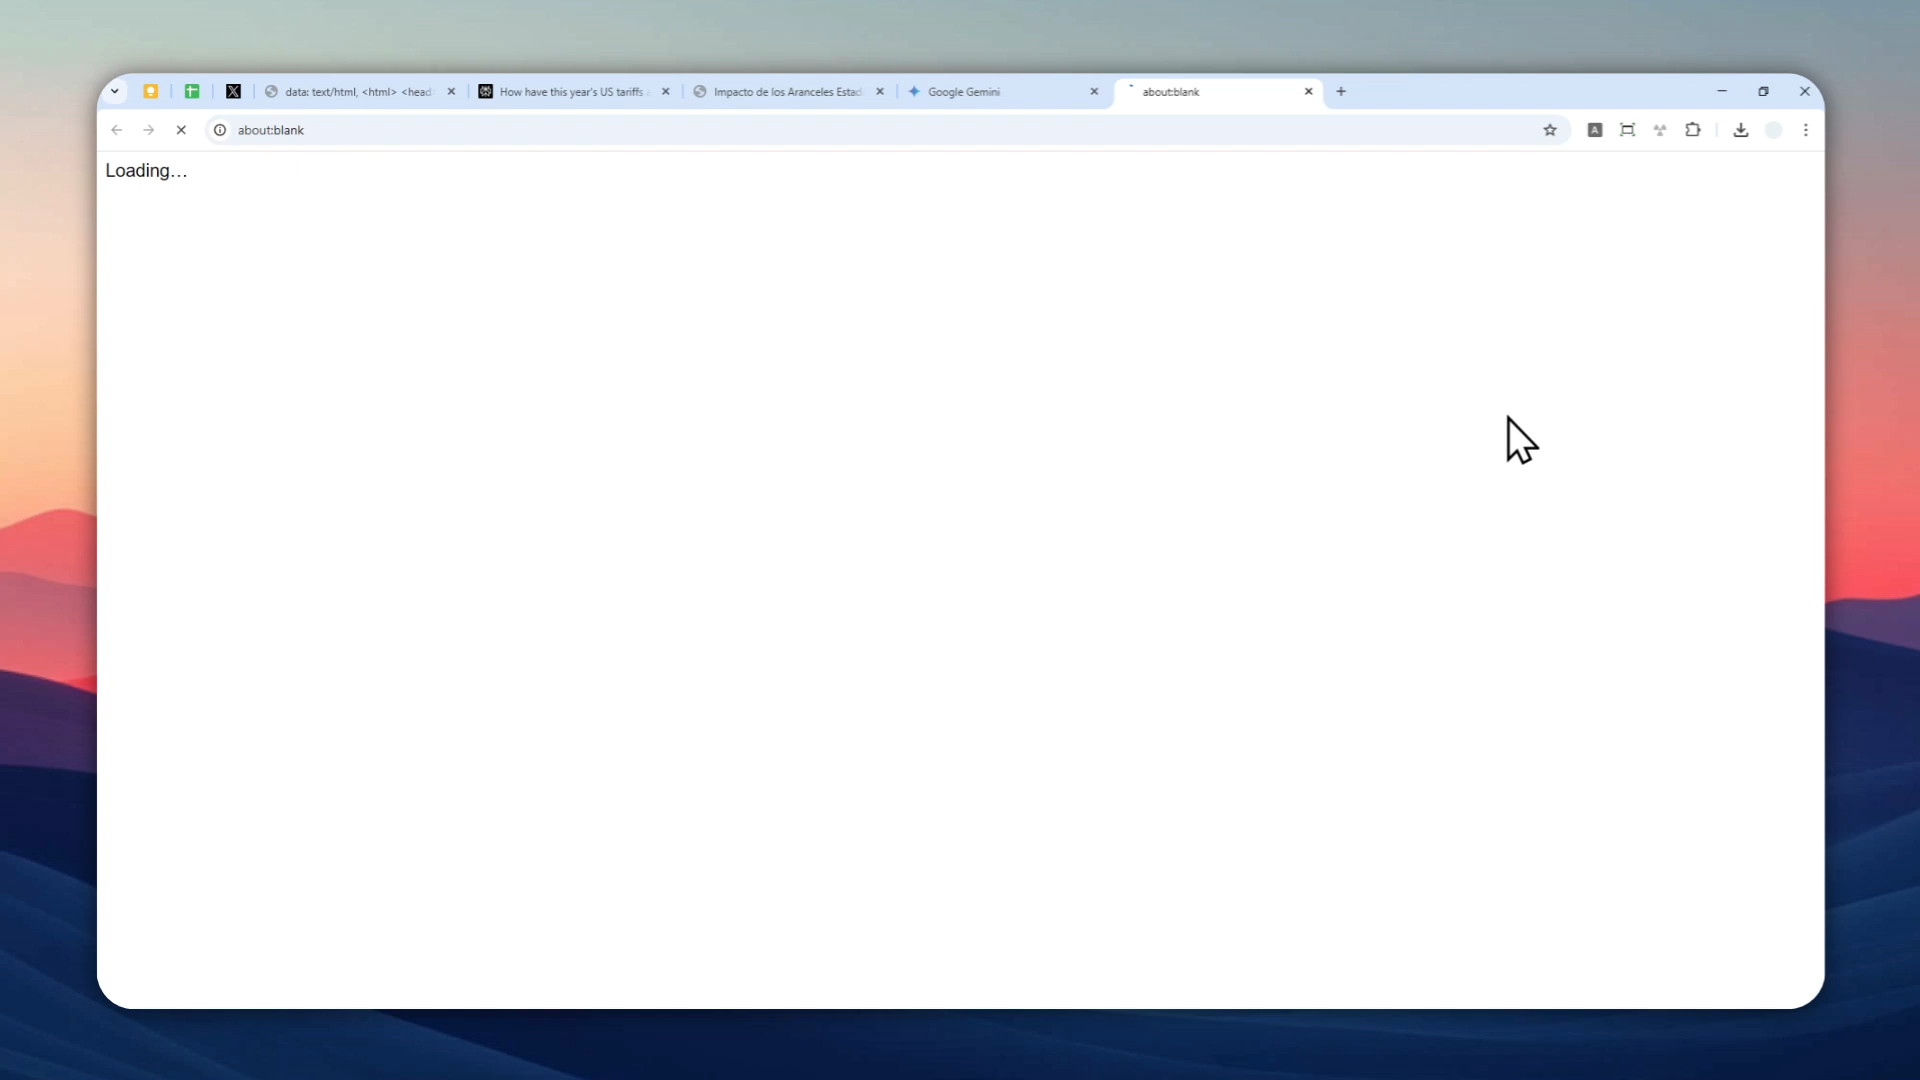 data: text/html, <html> <head
How have this year's US tariffs
Impacto de los Aranceles Estad
Google Gemini
about:blank
about:blank
Loading...